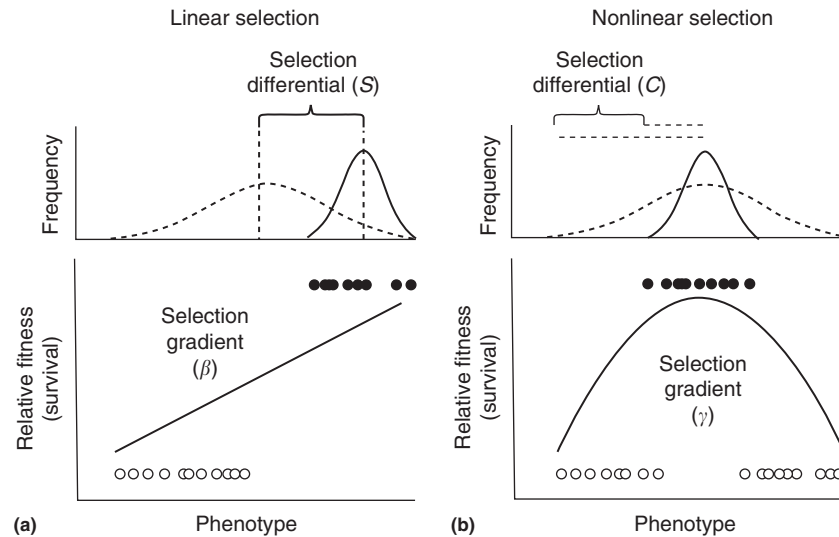 Linear selection
Selection
differential (S)
Frequency
Relative fitness
(survival)
Selection
gradient
(β)
(a)
Phenotype
Nonlinear selection
Selection
differential (C)
Frequency
Relative fitness
(survival)
Selection
gradient
(γ)
(b)
Phenotype